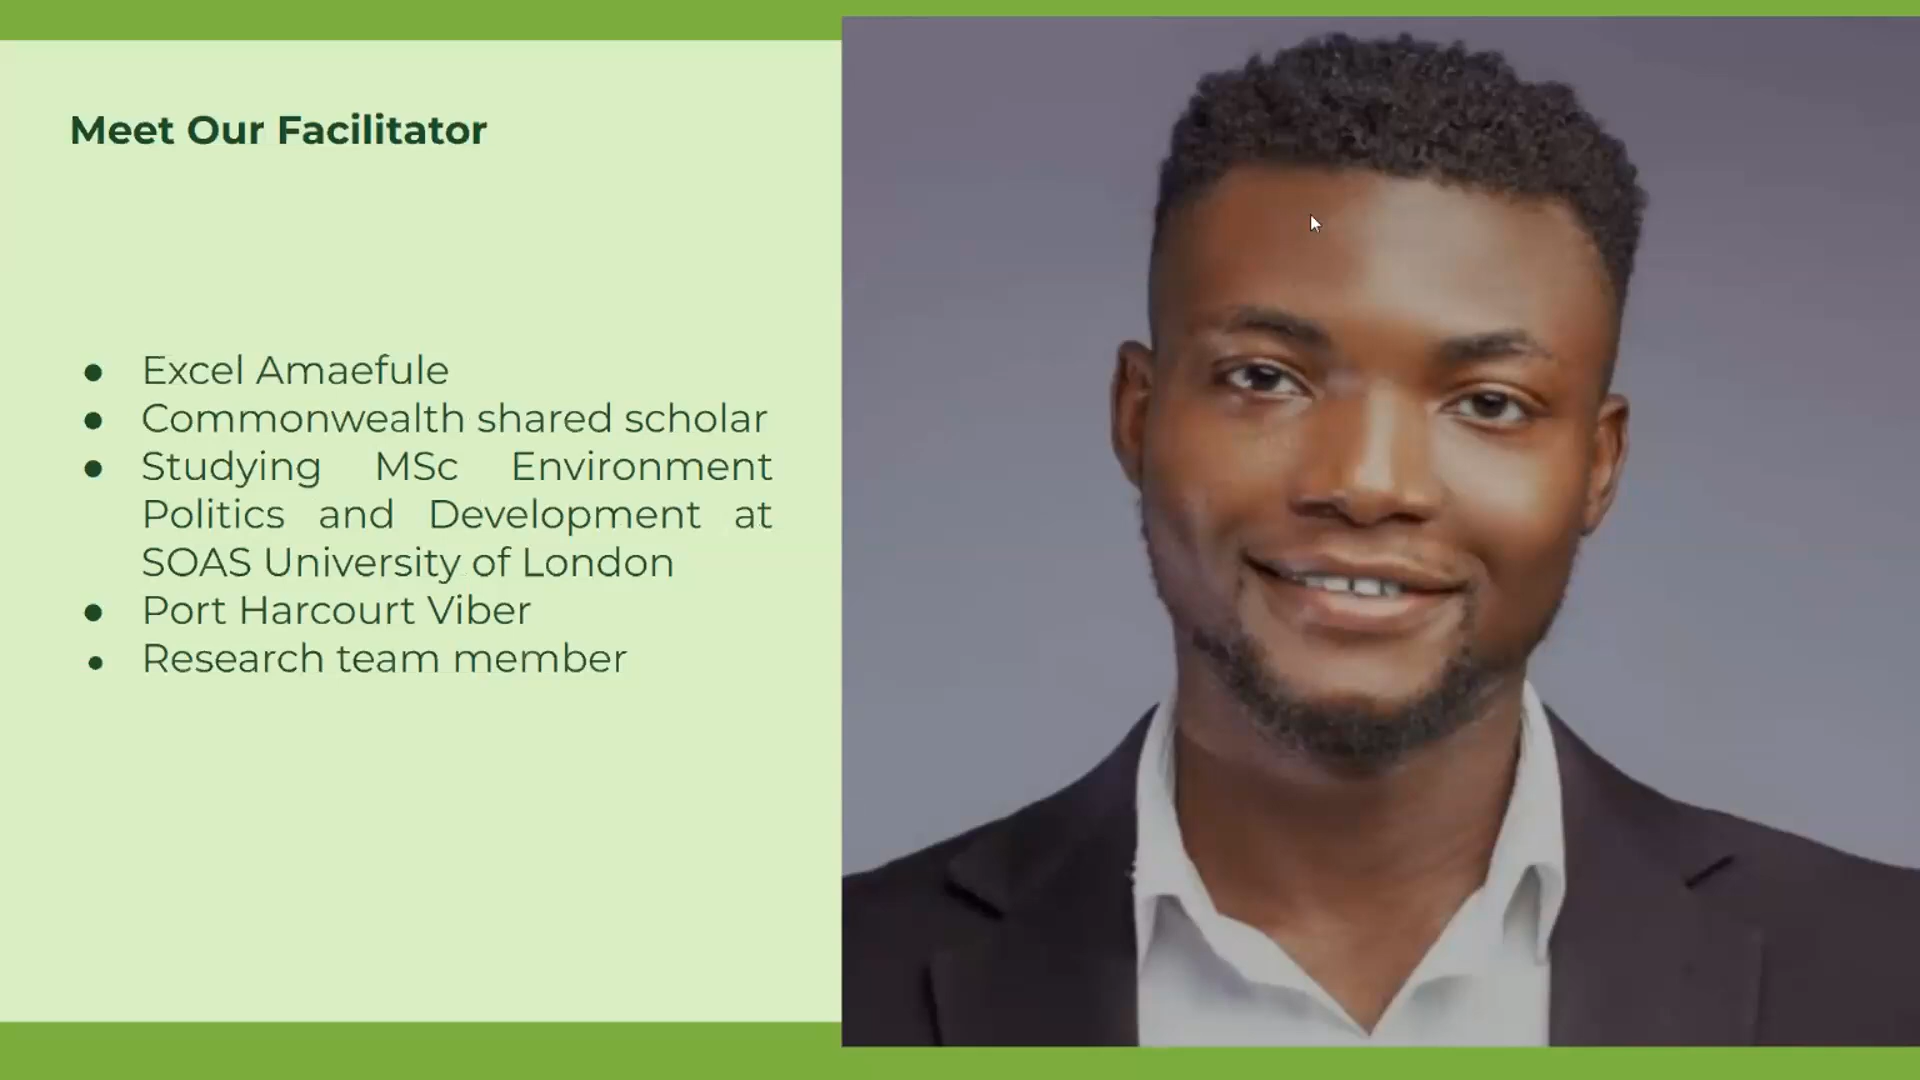 Meet Our Facilitator
● Excel Amaefule
● Commonwealth shared scholar
● Studying MSc Environment
Politics and Development at
SOAS University of London
● Port Harcourt Viber
● Research team member